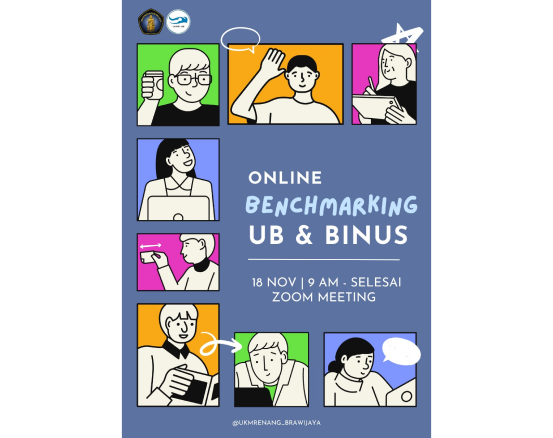 ONLINE
BENCHMARKING
UB & BINUS
18 NOV | 9 AM - SELESAI
ZOOM MEETING
@UKMRENANG_BRAWIJAYA